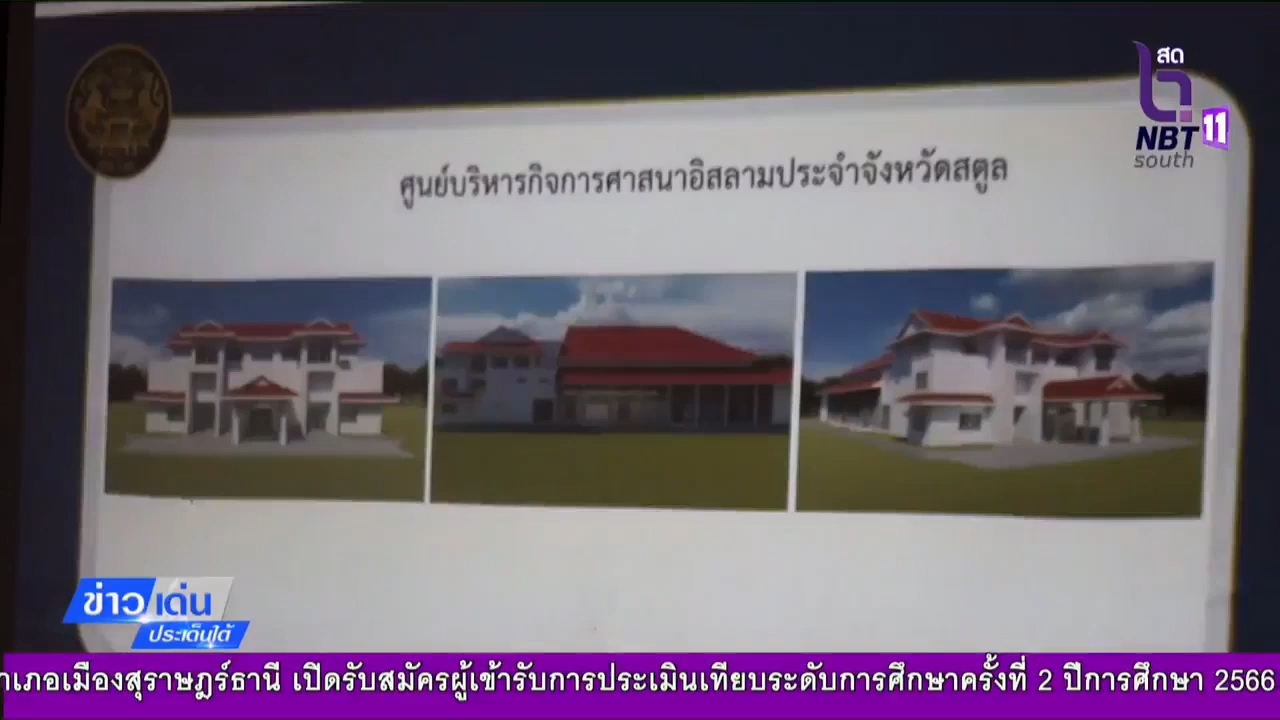 สด
NBT 11
south
ศูนย์บริหารกิจการศาสนาอิสลามประจำจังหวัดสตูล
ข่าวเด่น
ประเด็นใต้
ำเภอเมืองสุราษฎร์ธานี เปิดรับสมัครผู้เข้ารับการประเมินเทียบระดับการศึกษาครั้งที่ 2 ปีการศึกษา 2566